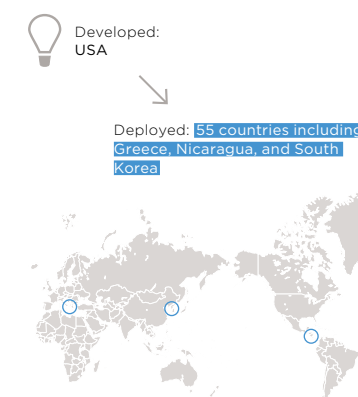 Developed:
USA
Deployed: 55 countries including
Greece, Nicaragua, and South
Korea